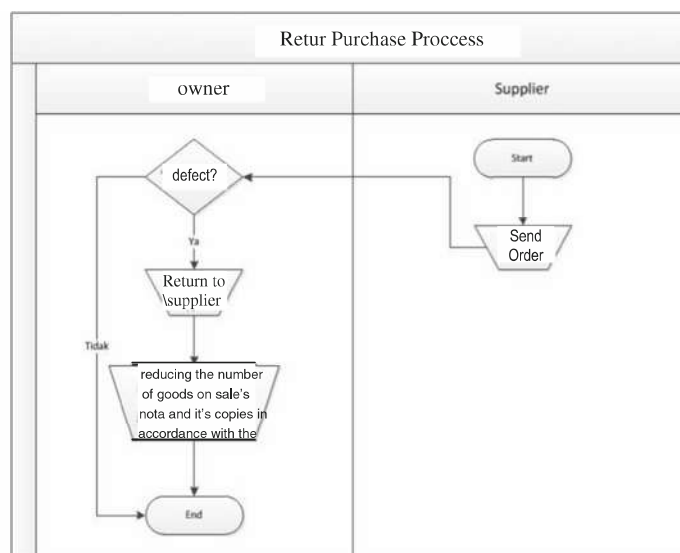 Retur Purchase Proccess
owner
Supplier
Start
defect?
Send
Order
Ya
Return to
\supplier
Tidak
reducing the number
of goods on sale's
nota and it's copies in
accordance with the
End